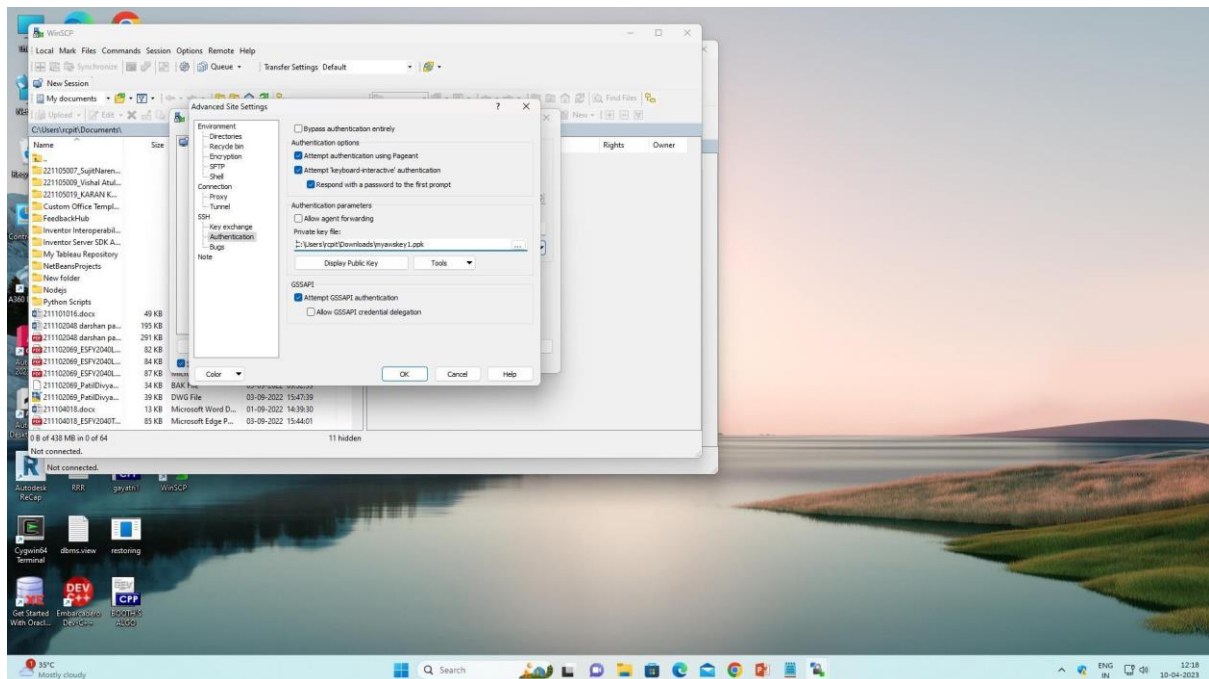 WinSCP
Local Mark Files Commands Session Options Remote Help
Synchronize Queue Transfer Settings Default
New Session
My documents Find Files
Upload Edit New
Advanced Site Settings ? X
C:\Users\rcpit\Documents\
Name Size Rights Owner
..
221105007_SujitNaren...
221105009_Vishal Atul...
221105019_KARAN K...
Custom Office Templ...
FeedbackHub
Inventor Interoperabil...
Inventor Server SDK A...
My Tableau Repository
NetBeansProjects
New folder
Nodejs
Python Scripts
211101016.docx 49 KB
211102048 darshan pa... 195 KB
211102048 darshan pa... 291 KB
211102069_ESFY2040L... 82 KB
211102069_ESFY2040L... 84 KB
211102069_ESFY2040L... 87 KB
211102069_PatilDivya... 34 KB BAK File
211102069_PatilDivya... 39 KB DWG File 03-09-2022 15:47:39
211104018.docx 13 KB Microsoft Word D... 01-09-2022 14:39:30
211104018_ESFY2040T... 85 KB Microsoft Edge P... 03-09-2022 15:44:01
0 B of 438 MB in 0 of 64 11 hidden
Not connected.
Not connected.
Environment
Directories
Recycle bin
Encryption
SFTP
Shell
Connection
Proxy
Tunnel
SSH
Key exchange
Authentication
Bugs
Note
Bypass authentication entirely
Authentication options
Attempt authentication using Pageant
Attempt 'keyboard-interactive' authentication
Respond with a password to the first prompt
Authentication parameters
Allow agent forwarding
Private key file:
:\Users\rcpit\Downloads\myawskey1.ppk ...
Display Public Key Tools
GSSAPI
Attempt GSSAPI authentication
Allow GSSAPI credential delegation
Color OK Cancel Help
Autodesk ReCap
RRR
gayatri1
WinSCP
Cygwin64 Terminal
dbms.view
restoring
Get Started With Oracl...
Embarcadero Dev-C++
BOOTH'S ALGO
DEV C++
CPP
35°C
Mostly cloudy
Search
ENG
IN
12:18
10-04-2023